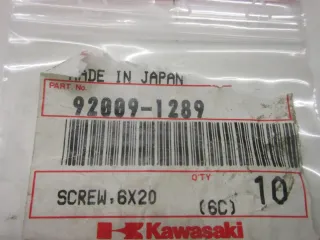 MADE IN JAPAN
PART No.
92009-1289
SCREW,6X20
QTY
10
(6C)
Kawasaki